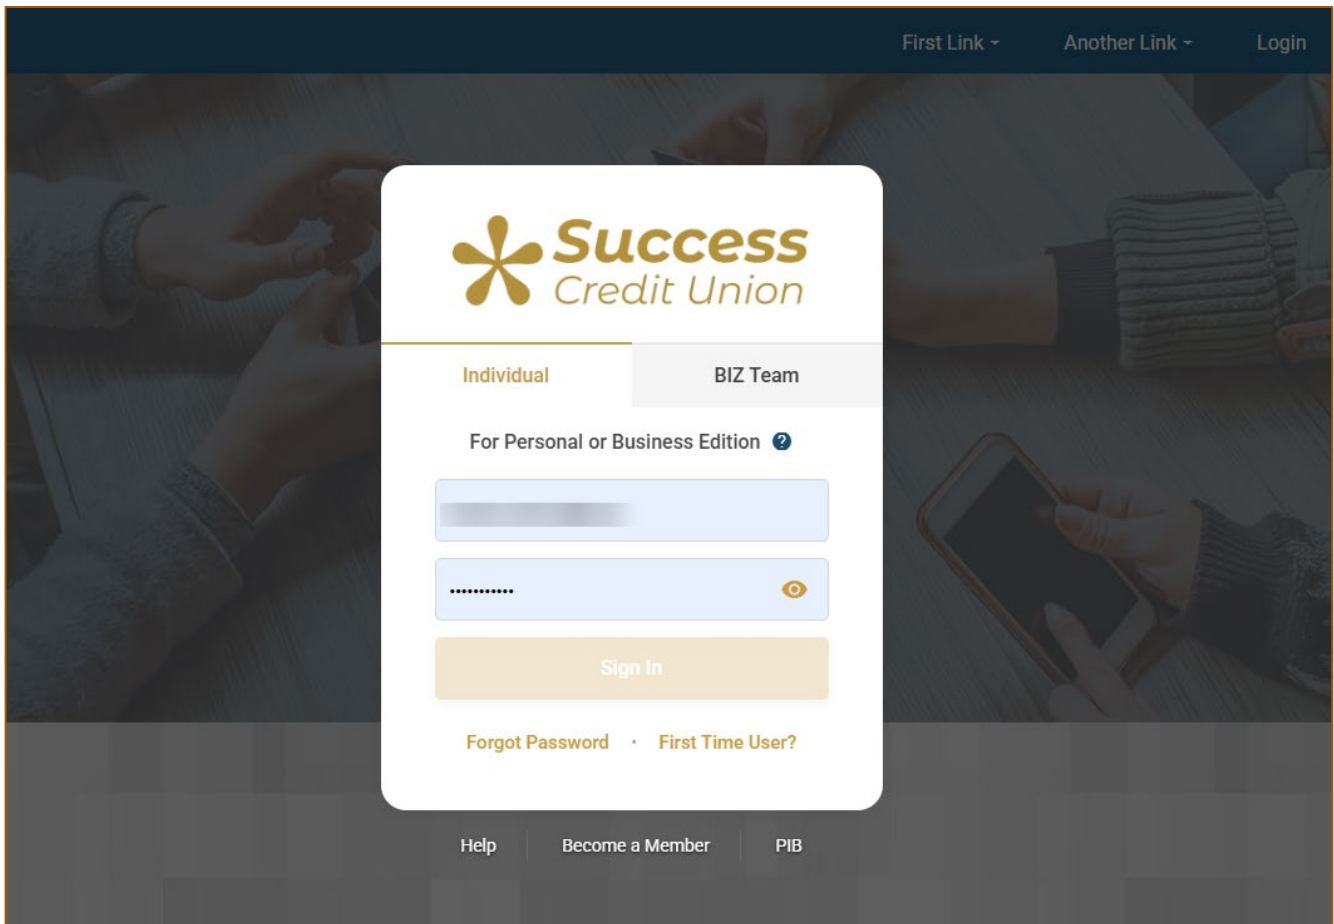 First Link Another Link Login
Success
Credit Union
Individual BIZ Team
For Personal or Business Edition ?
...........
Sign In
Forgot Password · First Time User?
Help Become a Member PIB